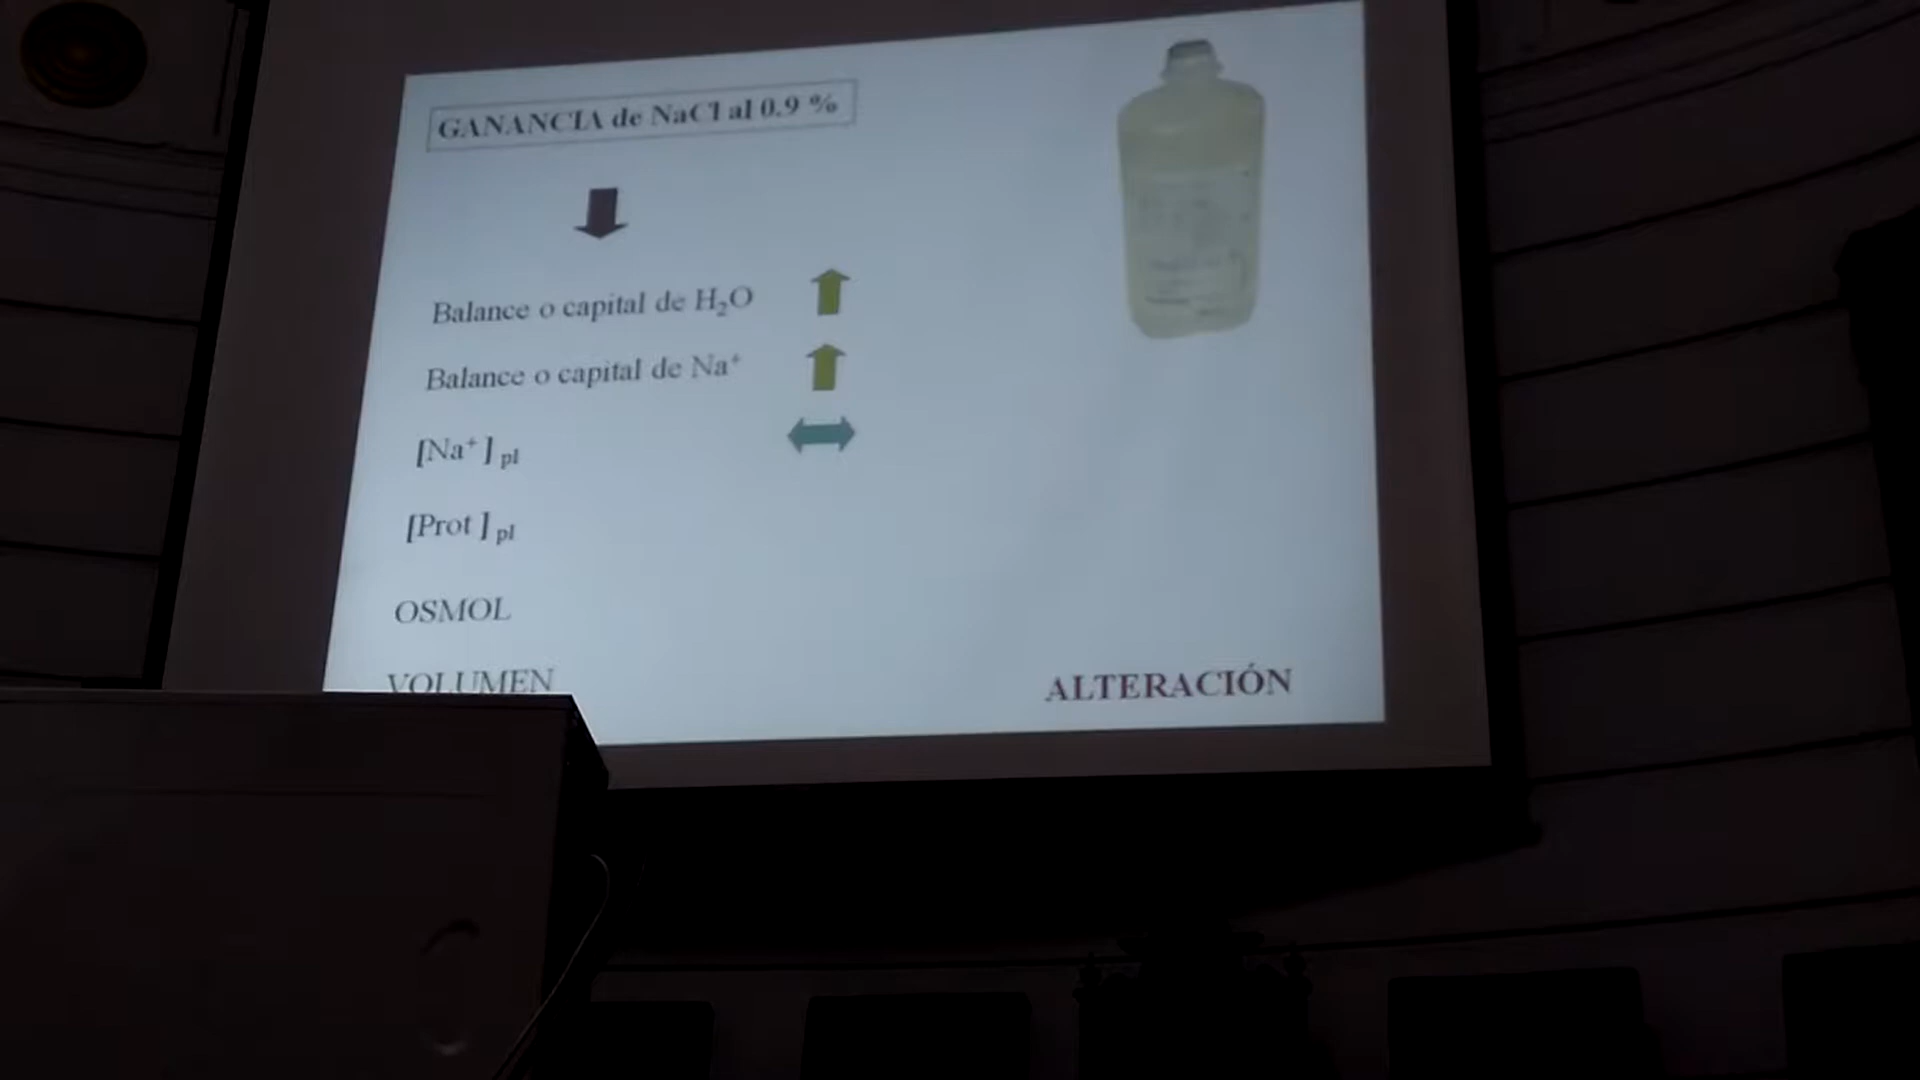 GANANCIA de NaCl al 0.9 %
Balance o capital de H₂O
Balance o capital de Na⁺
[Na⁺] pl
[Prot] pl
OSMOL
VOLUMEN
ALTERACIÓN